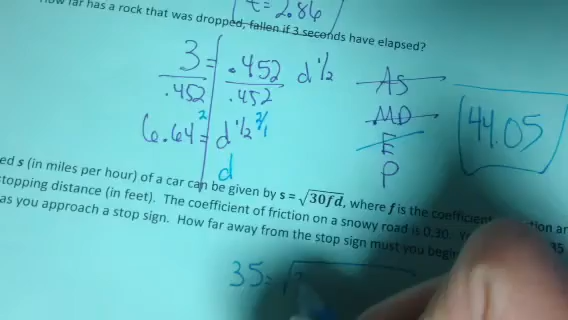 t = 2.86
far has a rock that was dropped, fallen if 3 seconds have elapsed?
3 = .452 d^1/2
.452 .452
6.64^2 = d^1/2 ^2/1
d
AS
MD
E
P
44.05
ed s (in miles per hour) of a car can be given by s = √30fd, where f is the coefficient
topping distance (in feet). The coefficient of friction on a snowy road is 0.30.
as you approach a stop sign. How far away from the stop sign must you begin
35 = √